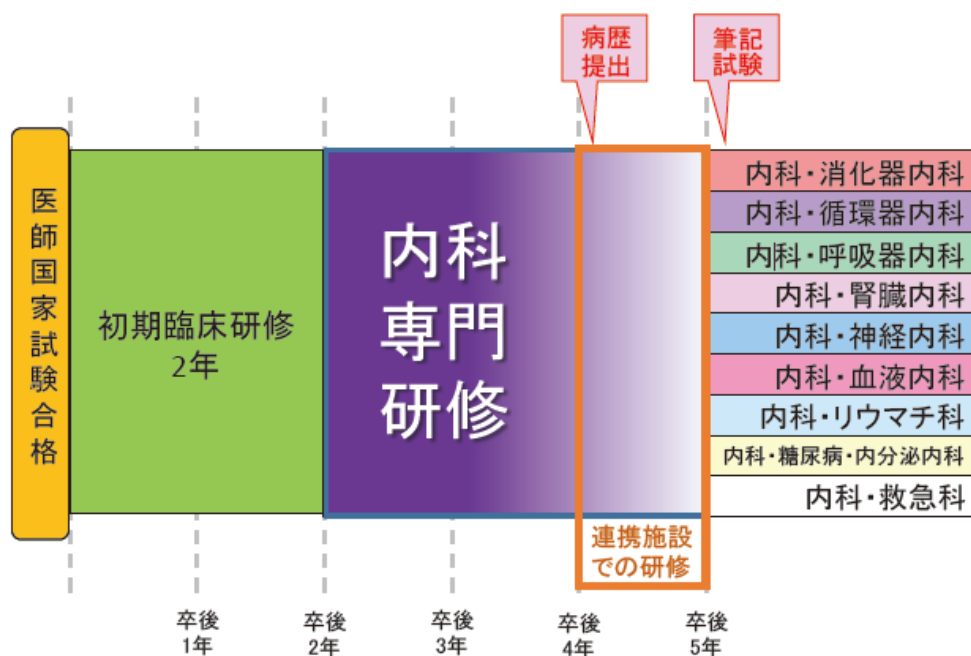 病歴
提出
筆記
試験
医師国家試験合格
初期臨床研修
2年
内科
専門
研修
内科・消化器内科
内科・循環器内科
内科・呼吸器内科
内科・腎臓内科
内科・神経内科
内科・血液内科
内科・リウマチ科
内科・糖尿病・内分泌内科
内科・救急科
連携施設
での研修
卒後
1年
卒後
2年
卒後
3年
卒後
4年
卒後
5年